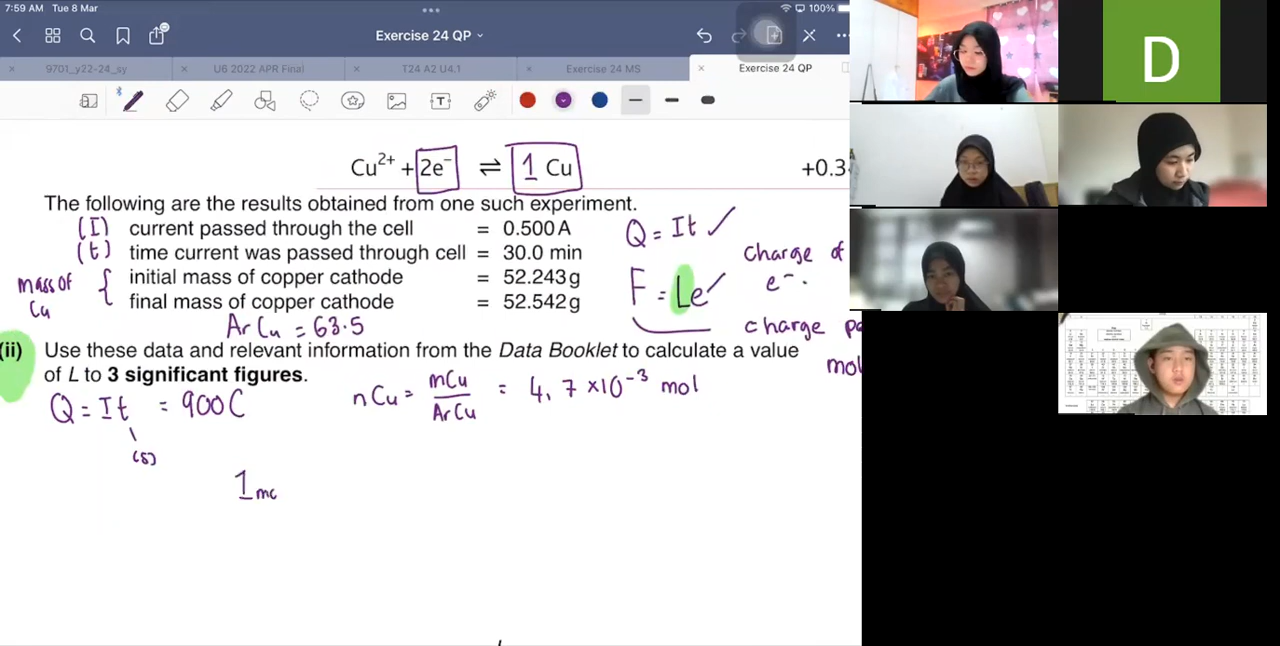 7:59 AM Tue 8 Mar
100%
Exercise 24 QP
9701_y22-24_sy
U6 2022 APR Final
T24 A2 U4.1
Exercise 24 MS
Exercise 24 QP
Cu²⁺ + 2e⁻ ⇌ 1 Cu +0.3
The following are the results obtained from one such experiment.
(I) current passed through the cell = 0.500 A
(t) time current was passed through cell = 30.0 min
mass of Cu { initial mass of copper cathode = 52.243 g
final mass of copper cathode = 52.542 g
Q = It ✓
F = Le ✓
charge of e⁻.
charge pe
mol
Ar Cu = 63.5
(ii) Use these data and relevant information from the Data Booklet to calculate a value
of L to 3 significant figures.
Q = It = 900C
(s)
nCu = mCu / ArCu = 4.7 × 10⁻³ mol
1 mo
D